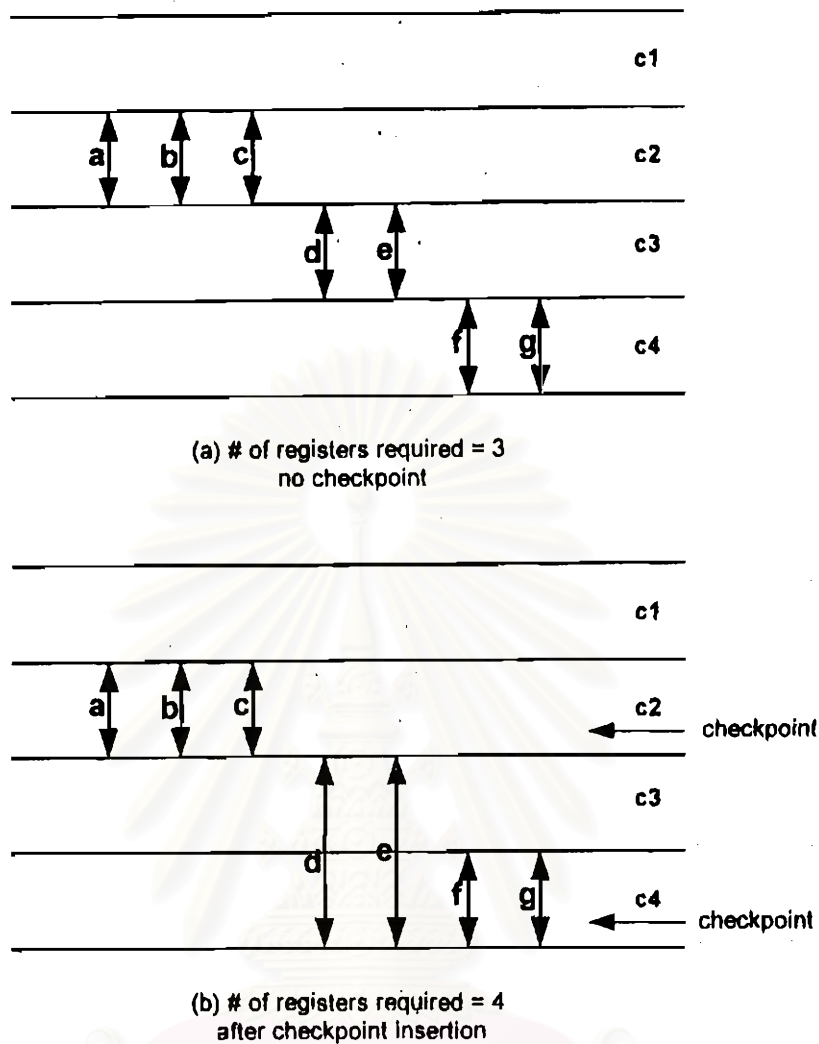 c1
a b c c2
d e c3
f g c4
(a) # of registers required = 3
no checkpoint
c1
a b c c2
checkpoint
c3
d e
f g c4
checkpoint
(b) # of registers required = 4
after checkpoint insertion